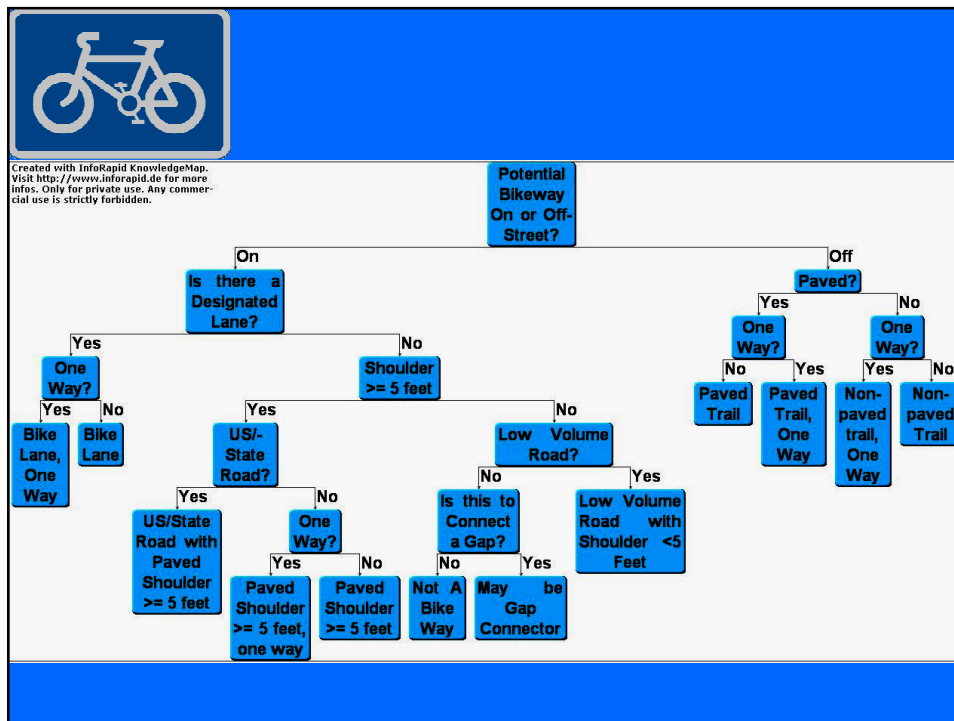 Created with InfoRapid KnowledgeMap.
Visit http://www.inforapid.de for more
infos. Only for private use. Any commer-
cial use is strictly forbidden.
Potential
Bikeway
On or Off-
Street?
On
Off
Is there a
Designated
Lane?
Paved?
Yes
No
Yes
No
One
Way?
Shoulder
>= 5 feet
One
Way?
One
Way?
Yes
No
Yes
No
No
Yes
Yes
No
Bike
Lane,
One
Way
Bike
Lane
US/-
State
Road?
Low Volume
Road?
Paved
Trail
Paved
Trail,
One
Way
Non-
paved
trail,
One
Way
Non-
paved
Trail
Yes
No
No
Yes
US/State
Road with
Paved
Shoulder
>= 5 feet
One
Way?
Is this to
Connect
a Gap?
Low Volume
Road with
Shoulder <5
Feet
Yes
No
No
Yes
Paved
Shoulder
>= 5 feet,
one way
Paved
Shoulder
>= 5 feet
Not A
Bike
Way
May be
Gap
Connector